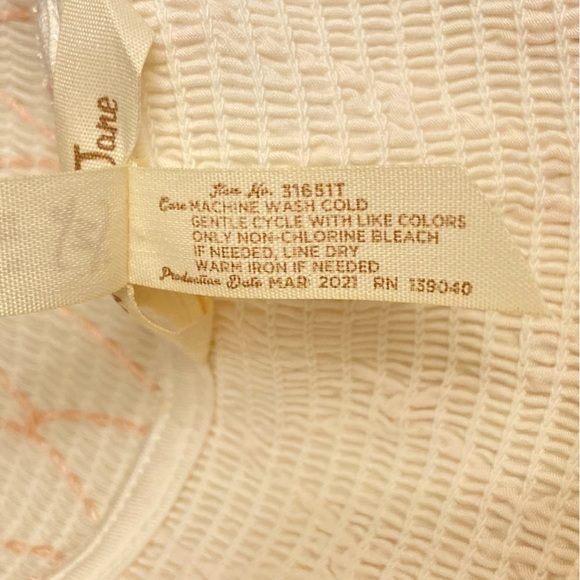 Jane
Item No. 31651T
Care MACHINE WASH COLD
GENTLE CYCLE WITH LIKE COLORS
ONLY NON-CHLORINE BLEACH
IF NEEDED, LINE DRY
WARM IRON IF NEEDED
Production Date MAR 2021 RN 139040